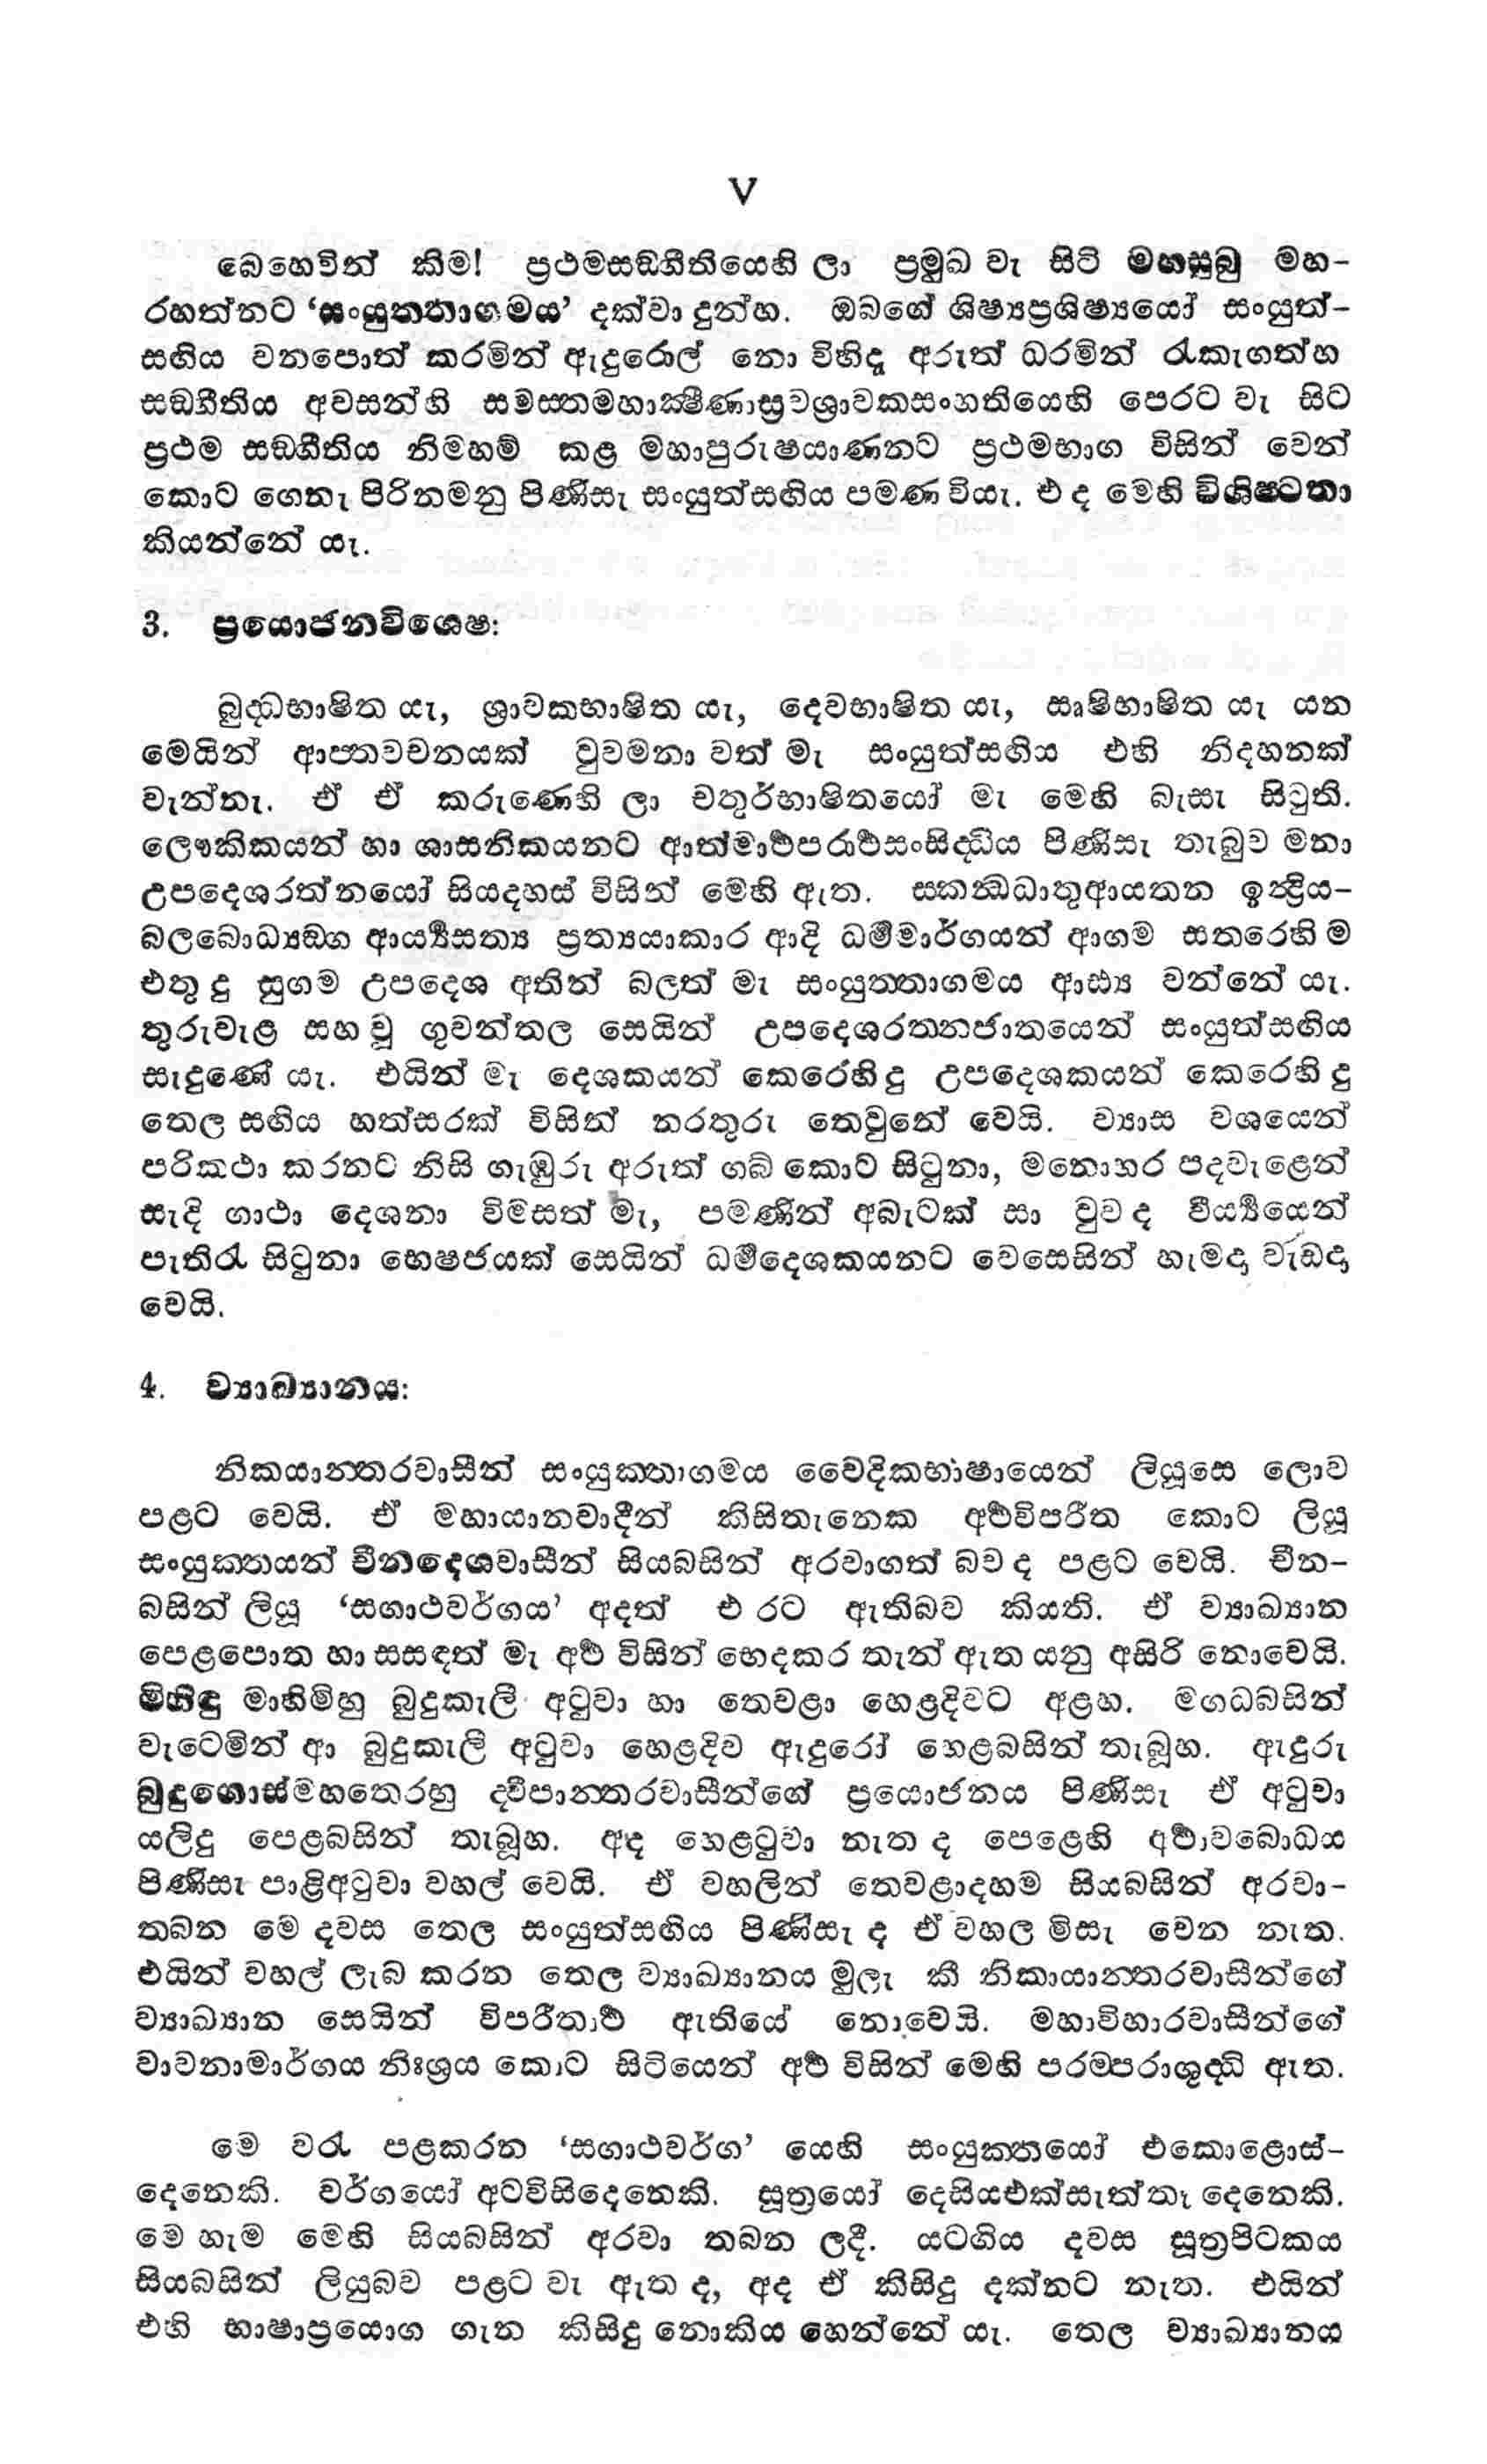 V
බෙහෙවින් කිම! ප්‍රථමසඞ්ගීතියෙහි ලා ප්‍රමුඛ වැ සිටි මහසුබු මහ-
රහත්නට ‘සංයුත්තාගමය’ දක්වා දුන්හ. ඔබගේ ශිෂ්‍යප්‍රශිෂ්‍යයෝ සංයුත්-
සඟිය වනපොත් කරමින් ඇදුරොල් නො විහිදූ අරුත් ධරමින් රැකැගත්හ
සඞ්ගීතිය අවසන්හි සමස්තමහාක්ෂීණාස්‍රවශ්‍රාවකසංහතියෙහි පෙරට වැ සිට
ප්‍රථම සඞ්ගීතිය නිමහම් කළ මහාපුරුෂයාණනට ප්‍රථමභාග විසින් වෙන්
කොට ගෙනැ පිරිනමනු පිණිසැ සංයුත්සඟිය පමණ වියැ. එ ද මෙහි විශිෂ්ටතා
කියන්නේ යැ.
3. ප්‍රයොජනවිශෙෂ:
බුද්ධභාෂිත යැ, ශ්‍රාවකභාෂිත යැ, දෙවභාෂිත යැ, ඍෂිභාෂිත යැ යන
මෙයින් ආප්තවචනයක් වුවමනා වත් මැ සංයුත්සඟිය එහි නිදහනක්
වැන්නැ. ඒ ඒ කරුණෙහි ලා චතුර්භාෂිතයෝ මැ මෙහි බැසැ සිටුති.
ලෞකිකයන් හා ශාසනිකයනට ආත්මාර්‍ථපරාර්‍ථසංසිද්ධිය පිණිසැ තැබුව මනා
උපදෙශරත්නයෝ සියදහස් විසින් මෙහි ඇත. ස්කන්‍ධධාතුආයතන ඉන්‍ද්‍රිය-
බලබොධ්‍යඞ්ග ආර්‍ය්‍යසත්‍ය ප්‍රත්‍යයාකාර ආදි ධර්‍මමාර්ගයන් ආගම සතරෙහි ම
එතු දු සුගම උපදෙශ අතින් බලත් මැ සංයුත්තාගමය ආඪ්‍ය වන්නේ යැ.
තුරුවැළ සහ වූ ගුවන්තල සෙයින් උපදෙශරත්නජාතයෙන් සංයුත්සඟිය
සැදුණේ යැ. එයින් මැ දෙශකයන් කෙරෙහි දු උපදෙශකයන් කෙරෙහි දු
තෙල සඟිය හත්සරක් විසින් නරතුරු තෙවුනේ වෙයි. ව්‍යාස වශයෙන්
පරිකථා කරනට නිසි ගැඹුරු අරුත් ගබ් කොට සිටුනා, මනොහර පදවැළෙන්
සැදි ගාථා දෙශනා විමසත් මැ, පමණින් අබැටක් සා වුව ද වීර්‍ය්‍යයෙන්
පැතිරැ සිටුනා භෙෂජයක් සෙයින් ධර්‍මදෙශකයනට වෙසෙසින් හැමදා වැඩදා
වෙයි.
4. ව්‍යාඛ්‍යානය:
නිකයාන්තරවාසීන් සංයුක්තාගමය වෛදිකභාෂායෙන් ලියූසෙ ලොව
පළට වෙයි. ඒ මහායානවාදීන් කිසිතැනෙක අර්‍ථවිපරීත කොට ලියූ
සංයුක්තයන් චීනදෙශවාසීන් සියබසින් අරවාගත් බව ද පළට වෙයි. චීන-
බසින් ලියූ ‘සගාථවර්ගය’ අදත් එ රට ඇතිබව කියති. ඒ ව්‍යාඛ්‍යාන
පෙළපොත හා සසඳත් මැ අර්‍ථ විසින් භෙදකර තැන් ඇත යනු අසිරි නොවෙයි.
මිහිඳු මාහිමිහු බුදුකැලී අටුවා හා තෙවළා හෙළදිවට අළහ. මගධබසින්
වැටෙමින් ආ බුදුකැලී අටුවා හෙළදිව ඇදුරෝ හෙළබසින් තැබූහ. ඇදුරු
බුදුගොස්මහතෙරහු ද්වීපාන්තරවාසීන්ගේ ප්‍රයොජනය පිණිසැ ඒ අටුවා
යලිදු පෙළබසින් තැබූහ. අද හෙළටුවා නැත ද පෙළෙහි අර්‍ථාවබොධය
පිණිසැ පාළිඅටුවා වහල් වෙයි. ඒ වහලින් තෙවළාදහම සියබසින් අරවා-
තබන මෙ දවස තෙල සංයුත්සඟිය පිණිසැ ද ඒ වහල මිසැ වෙන නැත.
එයින් වහල් ලැබ කරන තෙල ව්‍යාඛ්‍යානය මුලැ කී නිකායාන්තරවාසීන්ගේ
ව්‍යාඛ්‍යාන සෙයින් විපරීතාර්‍ථ ඇතියේ නොවෙයි. මහාවිහාරවාසීන්ගේ
වාචනාමාර්ගය නිඃශ්‍රය කොට සිටියෙන් අර්‍ථ විසින් මෙහි පරම්පරාශුද්ධි ඇත.
මෙ වරැ පළකරන ‘සගාථවර්ග’ යෙහි සංයුක්තයෝ එකොළොස්-
දෙනෙකි. වර්ගයෝ අටවිසිදෙනෙකි. සූත්‍රයෝ දෙසියඑක්සැත්තෑ දෙනෙකි.
මෙ හැම මෙහි සියබසින් අරවා තබන ලදී. යටගිය දවස සූත්‍රපිටකය
සියබසින් ලියුබව පළට වැ ඇත ද, අද ඒ කිසිදු දක්නට නැත. එයින්
එහි භාෂාප්‍රයොග ගැන කිසිදු නොකිය හෙන්නේ යැ. තෙල ව්‍යාඛ්‍යානය